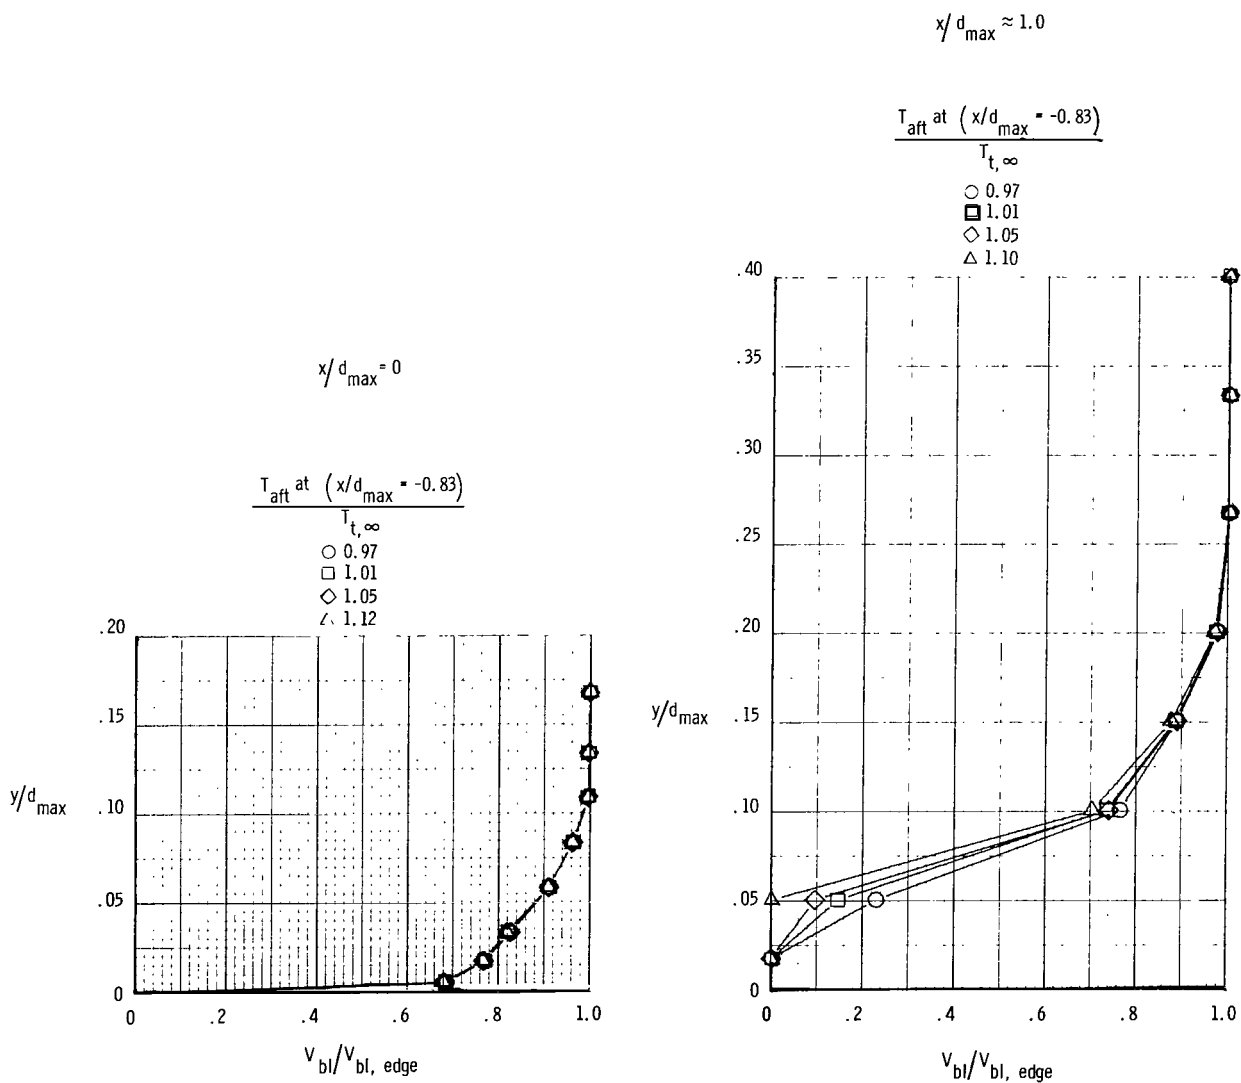 x/d_max = 0
T_aft at (x/d_max = -0.83)
T_t,∞
○ 0.97
□ 1.01
◇ 1.05
△ 1.12
.20
.15
.10
.05
0
y/d_max
0 .2 .4 .6 .8 1.0
V_bl/V_bl, edge
x/d_max ≈ 1.0
T_aft at (x/d_max = -0.83)
T_t,∞
○ 0.97
□ 1.01
◇ 1.05
△ 1.10
.40
.35
.30
.25
.20
.15
.10
.05
0
y/d_max
0 .2 .4 .6 .8 1.0
V_bl/V_bl, edge